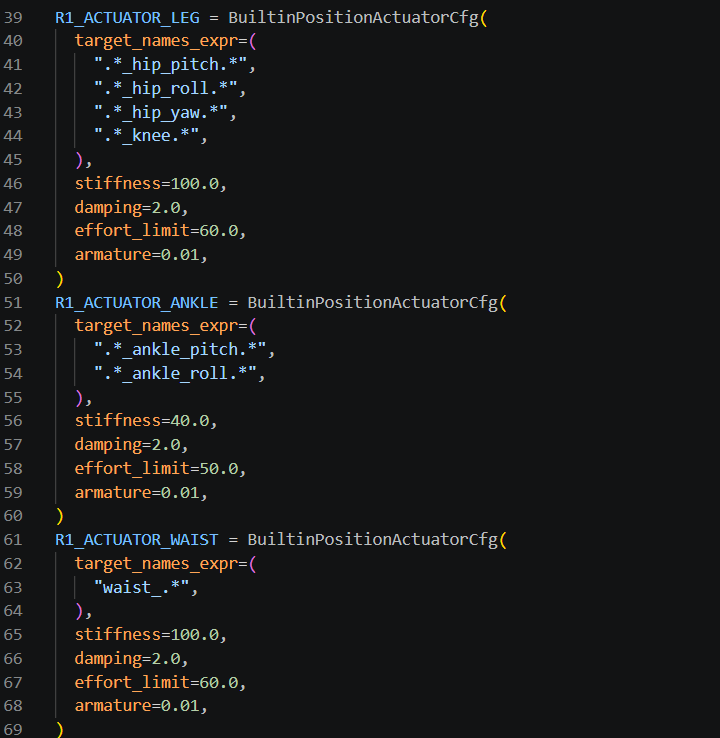 39 R1_ACTUATOR_LEG = BuiltinPositionActuatorCfg(
40   target_names_expr=(
41     ".*_hip_pitch.*",
42     ".*_hip_roll.*",
43     ".*_hip_yaw.*",
44     ".*_knee.*",
45   ),
46   stiffness=100.0,
47   damping=2.0,
48   effort_limit=60.0,
49   armature=0.01,
50 )
51 R1_ACTUATOR_ANKLE = BuiltinPositionActuatorCfg(
52   target_names_expr=(
53     ".*_ankle_pitch.*",
54     ".*_ankle_roll.*",
55   ),
56   stiffness=40.0,
57   damping=2.0,
58   effort_limit=50.0,
59   armature=0.01,
60 )
61 R1_ACTUATOR_WAIST = BuiltinPositionActuatorCfg(
62   target_names_expr=(
63     "waist_.*",
64   ),
65   stiffness=100.0,
66   damping=2.0,
67   effort_limit=60.0,
68   armature=0.01,
69 )